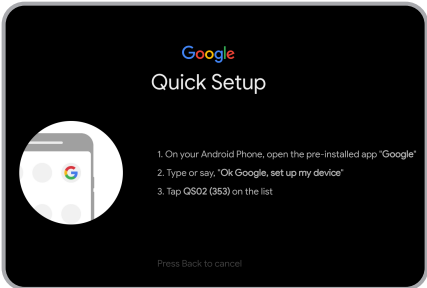 Google
Quick Setup
1. On your Android Phone, open the pre-installed app "Google"
2. Type or say, "Ok Google, set up my device"
3. Tap QS02 (353) on the list
G
Press Back to cancel